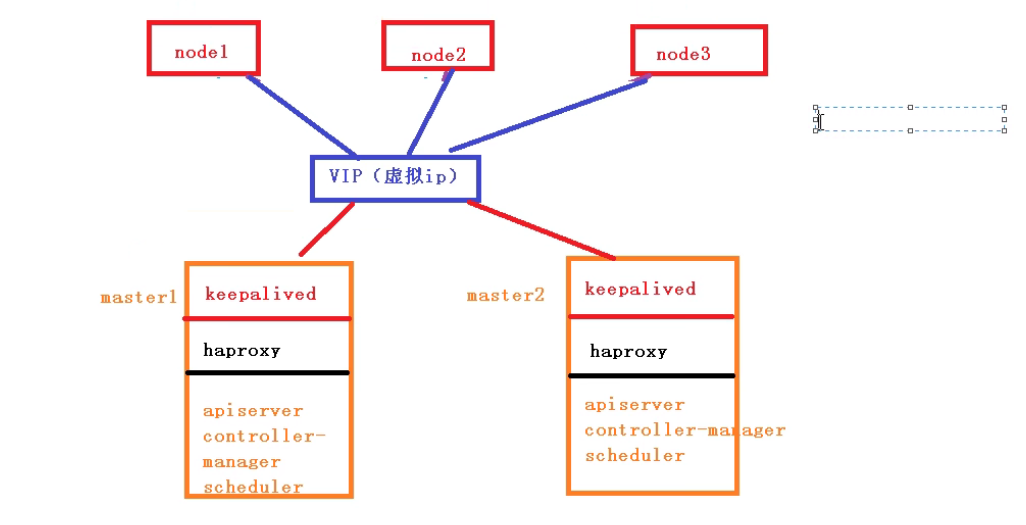 node1
node2
node3
VIP（虚拟ip）
master1
keepalived
haproxy
apiserver
controller-
manager
scheduler
master2
keepalived
haproxy
apiserver
controller-manager
scheduler